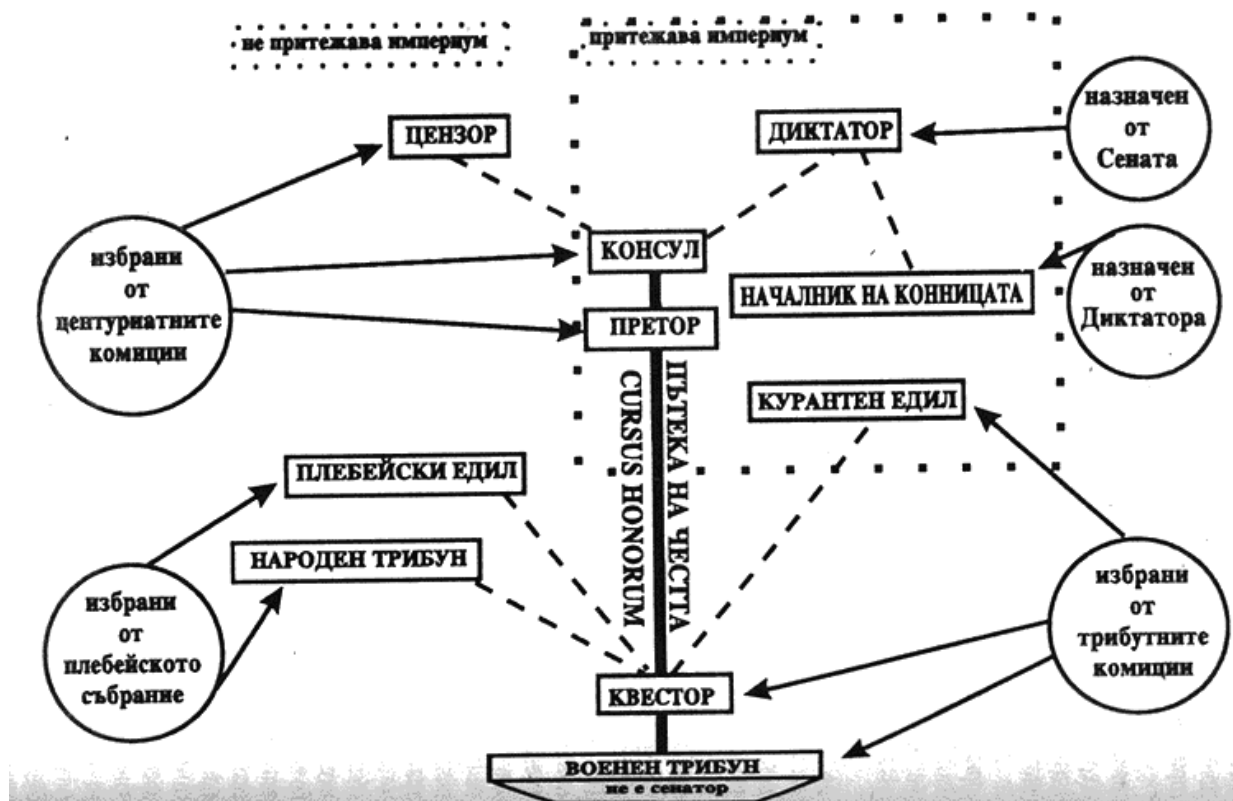 не притежава империум
притежава империум
назначен
от
Сената
ЦЕНЗОР
ДИКТАТОР
избрани
от
центуриатните
комиции
КОНСУЛ
НАЧАЛНИК НА КОННИЦАТА
назначен
от
Диктатора
ПРЕТОР
CURSUS HONORUM
ПЪТЕКА НА ЧЕСТТА
КУРАНТЕН ЕДИЛ
ПЛЕБЕЙСКИ ЕДИЛ
НАРОДЕН ТРИБУН
избрани
от
плебейското
събрание
избрани
от
трибутните
комиции
КВЕСТОР
ВОЕНЕН ТРИБУН
не е сенатор